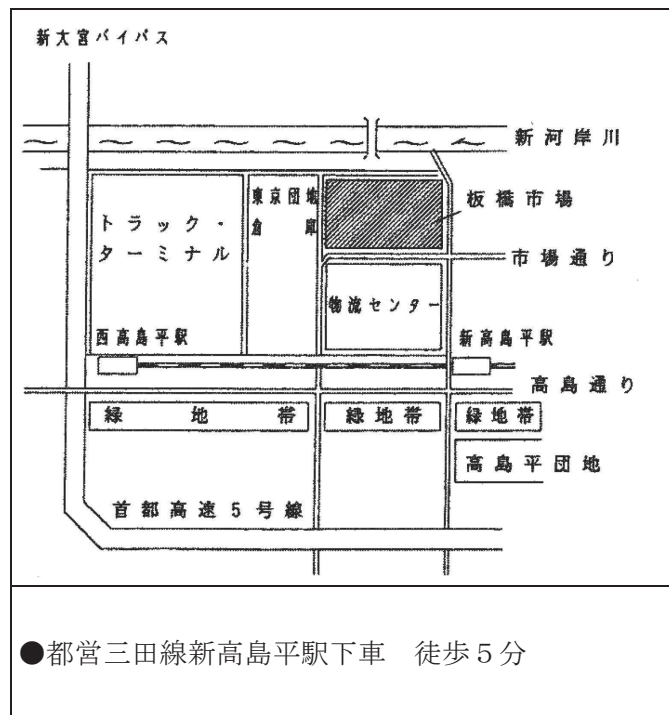 新大宮バイパス
新河岸川
東京団地
倉庫
板橋市場
トラック・
ターミナル
市場通り
物流センター
西高島平駅
新高島平駅
高島通り
緑地帯
緑地帯
緑地帯
高島平団地
首都高速5号線
●都営三田線新高島平駅下車　徒歩5分